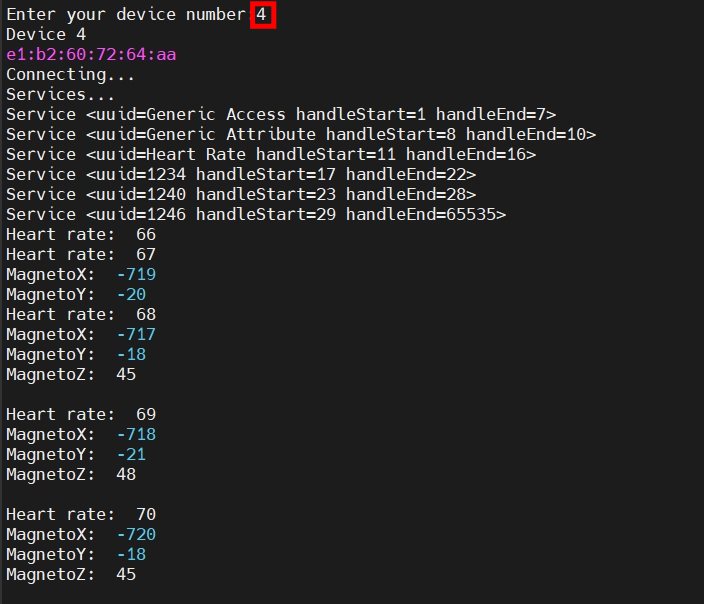 Enter your device number:4
Device 4
e1:b2:60:72:64:aa
Connecting...
Services...
Service <uuid=Generic Access handleStart=1 handleEnd=7>
Service <uuid=Generic Attribute handleStart=8 handleEnd=10>
Service <uuid=Heart Rate handleStart=11 handleEnd=16>
Service <uuid=1234 handleStart=17 handleEnd=22>
Service <uuid=1240 handleStart=23 handleEnd=28>
Service <uuid=1246 handleStart=29 handleEnd=65535>
Heart rate:  66
Heart rate:  67
MagnetoX:  -719
MagnetoY:  -20
Heart rate:  68
MagnetoX:  -717
MagnetoY:  -18
MagnetoZ:  45
Heart rate:  69
MagnetoX:  -718
MagnetoY:  -21
MagnetoZ:  48
Heart rate:  70
MagnetoX:  -720
MagnetoY:  -18
MagnetoZ:  45